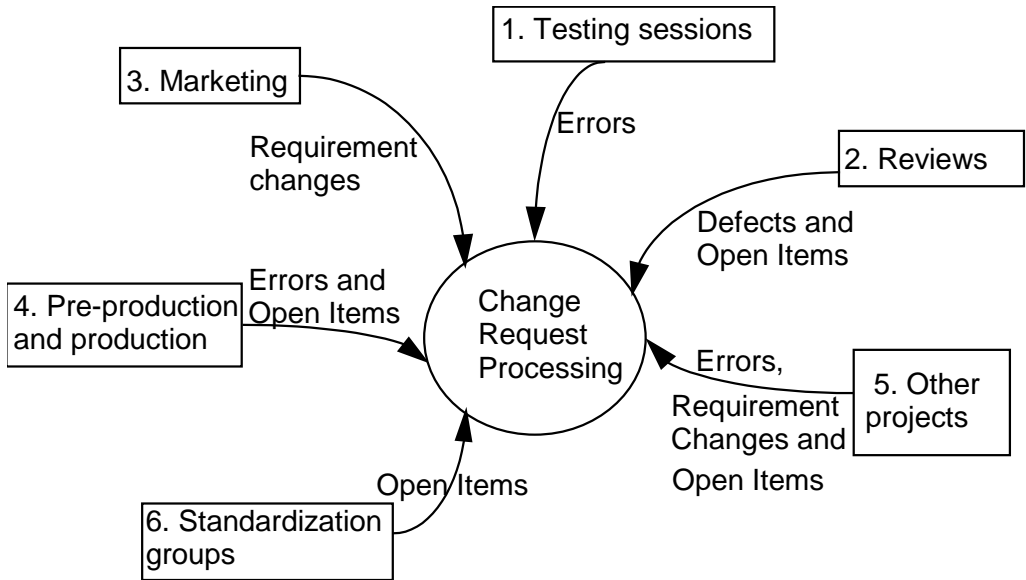 1. Testing sessions
Errors
3. Marketing
Requirement
changes
2. Reviews
Defects and
Open Items
4. Pre-production
and production
Errors and
Open Items
Change
Request
Processing
5. Other
projects
Errors,
Requirement
Changes and
Open Items
6. Standardization
groups
Open Items